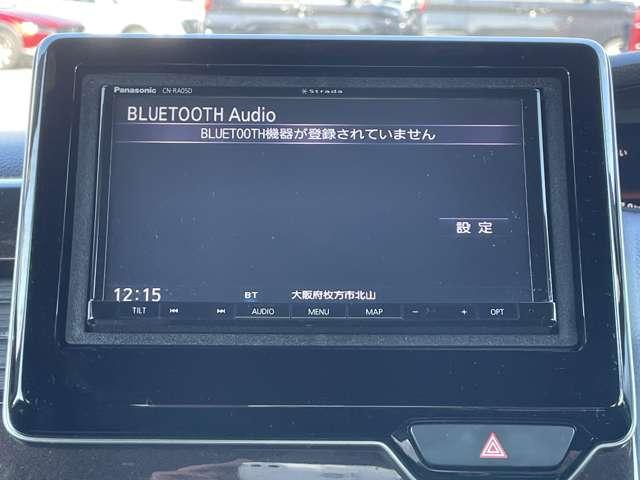 Panasonic CN-RA05D Strada
BLUETOOTH Audio
BLUETOOTH機器が登録されていません
設定
12:15 BT 大阪府枚方市北山
TILT AUDIO MENU MAP − + OPT